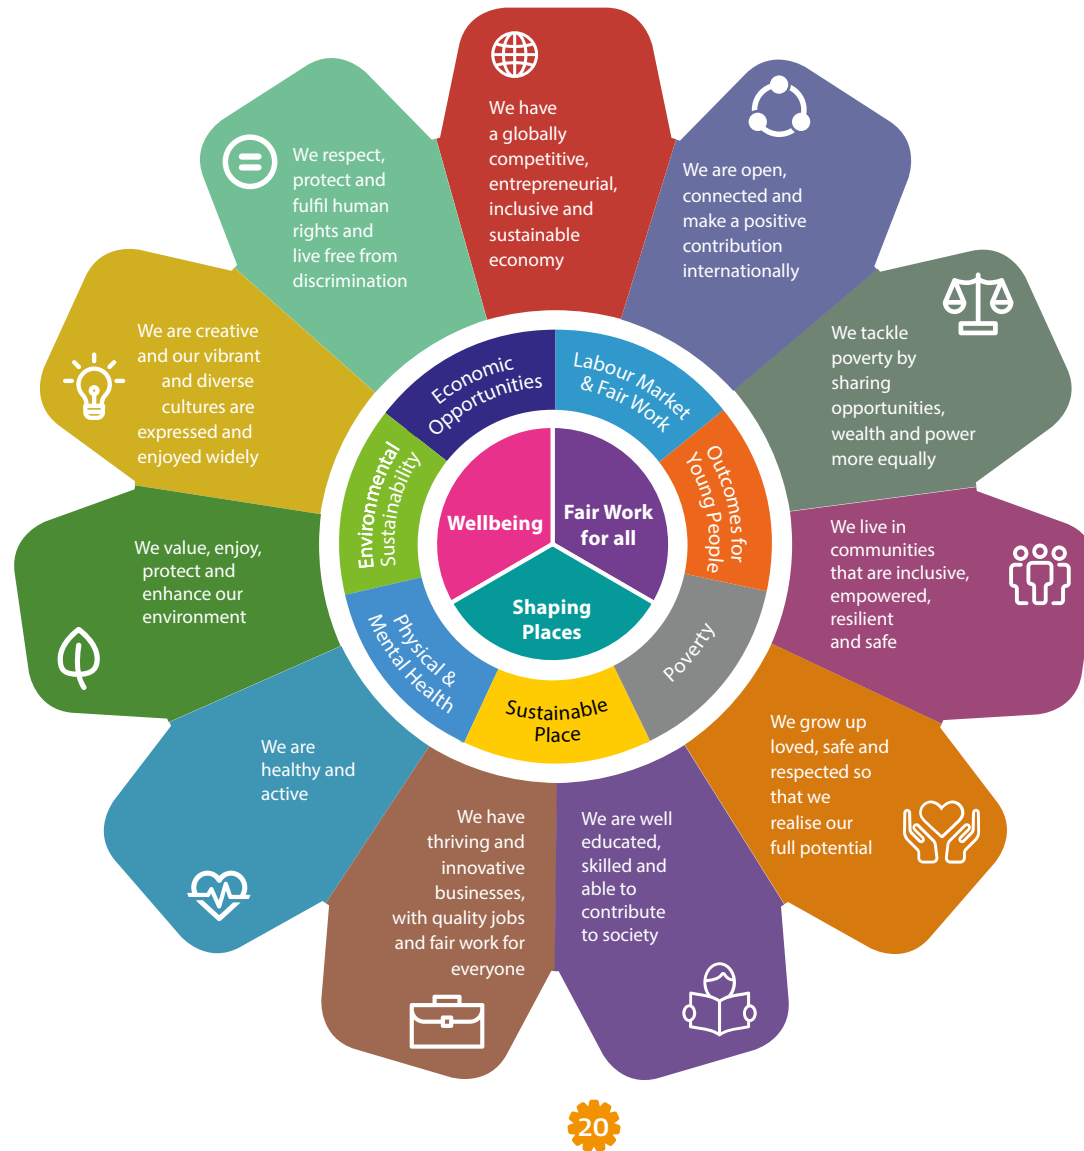 We have
a globally
competitive,
entrepreneurial,
inclusive and
sustainable
economy
We are open,
connected and
make a positive
contribution
internationally
We tackle
poverty by
sharing
opportunities,
wealth and power
more equally
We live in
communities
that are inclusive,
empowered,
resilient
and safe
We grow up
loved, safe and
respected so
that we
realise our
full potential
We are well
educated,
skilled and
able to
contribute
to society
We have
thriving and
innovative
businesses,
with quality jobs
and fair work for
everyone
We are
healthy and
active
We value, enjoy,
protect and
enhance our
environment
We are creative
and our vibrant
and diverse
cultures are
expressed and
enjoyed widely
We respect,
protect and
fulfil human
rights and
live free from
discrimination
Economic
Opportunities
Labour Market
& Fair Work
Outcomes for
Young People
Poverty
Sustainable
Place
Physical &
Mental Health
Environmental
Sustainability
Wellbeing
Fair Work
for all
Shaping
Places
20